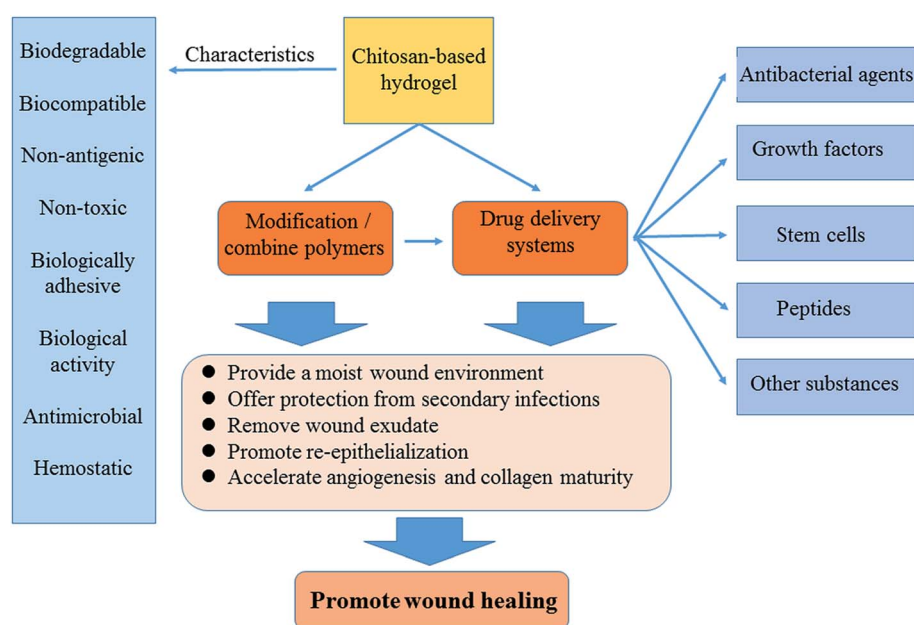 Biodegradable
Biocompatible
Non-antigenic
Non-toxic
Biologically
adhesive
Biological
activity
Antimicrobial
Hemostatic
Characteristics
Chitosan-based
hydrogel
Modification /
combine polymers
Drug delivery
systems
Antibacterial agents
Growth factors
Stem cells
Peptides
Other substances
● Provide a moist wound environment
● Offer protection from secondary infections
● Remove wound exudate
● Promote re-epithelialization
● Accelerate angiogenesis and collagen maturity
Promote wound healing